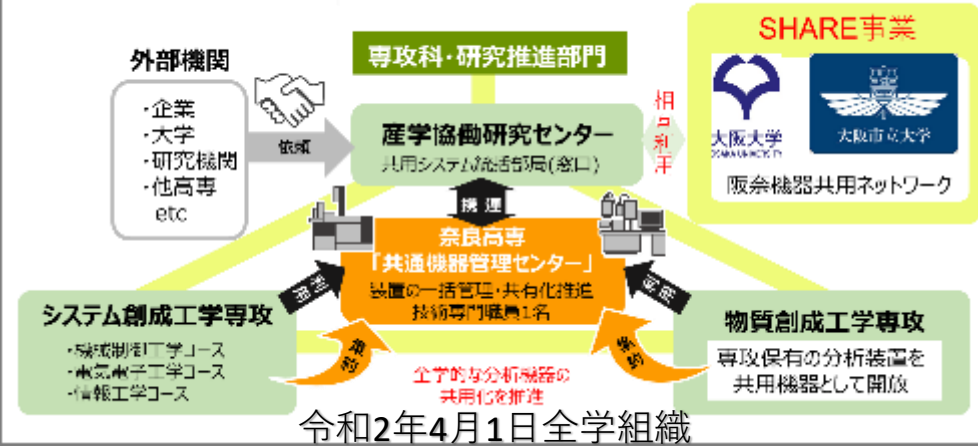 SHARE事業
外部機関
・企業
・大学
・研究機関
・他高専
etc
依頼
専攻科・研究推進部門
産学協働研究センター
共用システム統括部局(窓口)
相互利用
大阪大学
OSAKA UNIVERSITY
大阪市立大学
阪奈機器共用ネットワーク
連携
奈良高専
「共通機器管理センター」
装置の一括管理・共有化推進
技術専門職員1名
利用
システム創成工学専攻
・機械制御工学コース
・電気電子工学コース
・情報工学コース
物質創成工学専攻
専攻保有の分析装置を
共用機器として開放
全学的な分析機器の
共用化を推進
令和2年4月1日全学組織